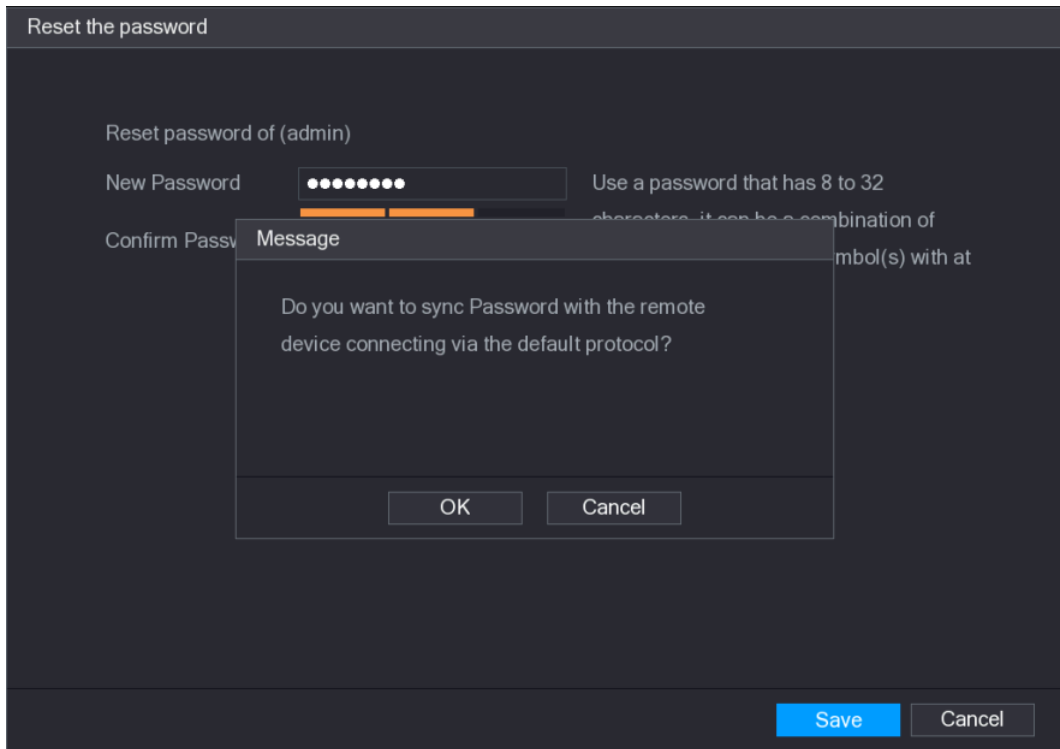 Reset the password
Reset password of (admin)
New Password ●●●●●●●● Use a password that has 8 to 32
bination of
Confirm
Message
mbol(s) with at
Do you want to sync Password with the remote
device connecting via the default protocol?
OK Cancel
Save Cancel